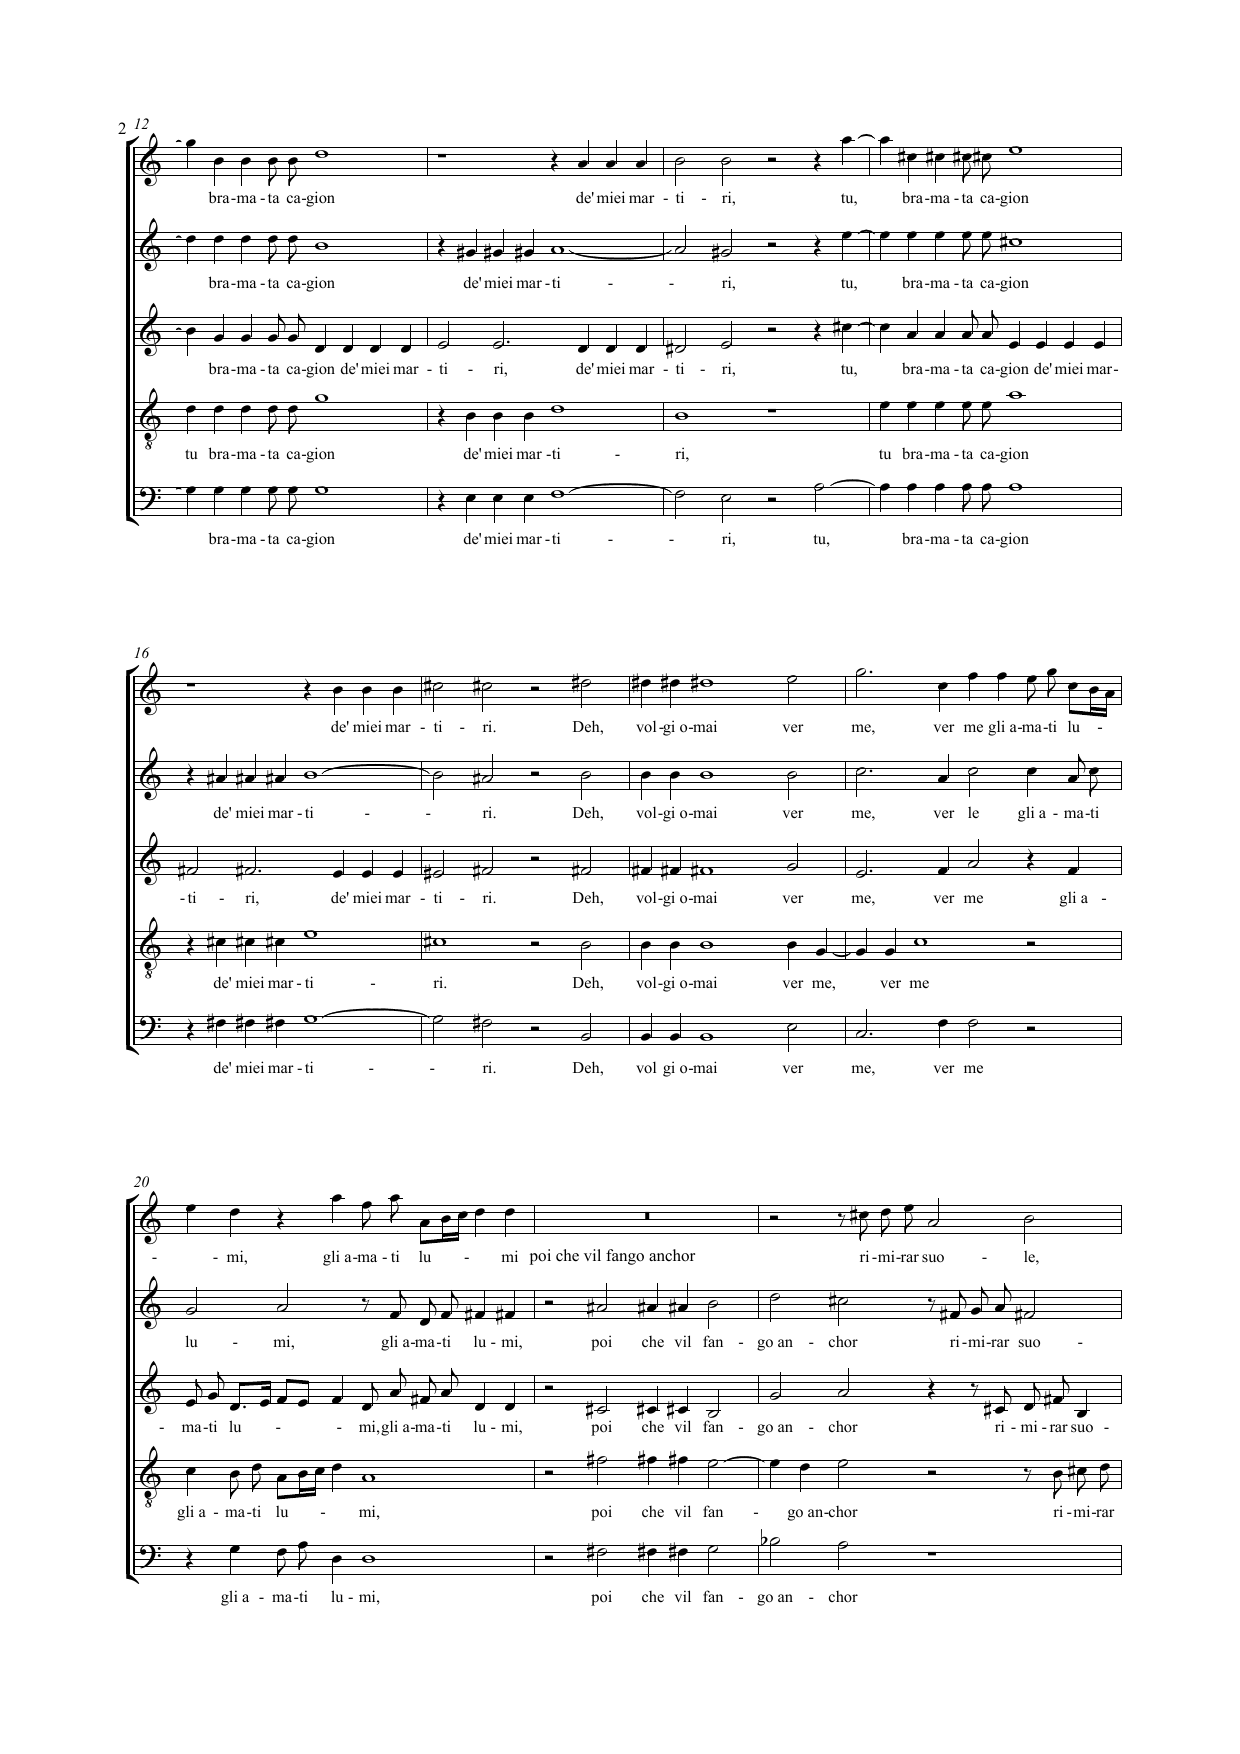 2 12
bra-ma-ta ca-gion de' miei mar - ti - ri, tu, bra-ma-ta ca-gion
bra-ma-ta ca-gion de' miei mar-ti - - ri, tu, bra-ma-ta ca-gion
bra-ma-ta ca-gion de' miei mar - ti - ri, de' miei mar - ti - ri, tu, bra-ma-ta ca-gion de' miei mar-
8
tu bra-ma-ta ca-gion de' miei mar-ti - ri, tu bra-ma-ta ca-gion
bra-ma-ta ca-gion de' miei mar-ti - - ri, tu, bra-ma-ta ca-gion
16
de' miei mar - ti - ri. Deh, vol-gi o-mai ver me, ver me gli a-ma-ti lu -
de' miei mar-ti - - ri. Deh, vol-gi o-mai ver me, ver le gli a - ma-ti
-ti - ri, de' miei mar - ti - ri. Deh, vol-gi o-mai ver me, ver me gli a -
8
de' miei mar-ti - ri. Deh, vol-gi o-mai ver me, ver me
de' miei mar-ti - - ri. Deh, vol gi o-mai ver me, ver me
20
- - mi, gli a-ma - ti lu - mi poi che vil fango anchor ri-mi-rar suo - le,
lu - mi, gli a-ma-ti lu - mi, poi che vil fan - go an - chor ri-mi-rar suo -
- ma-ti lu - - mi, gli a-ma-ti lu - mi, poi che vil fan - go an - chor ri - mi - rar suo -
8
gli a - ma-ti lu - mi, poi che vil fan - go an-chor ri-mi-rar
gli a - ma-ti lu - mi, poi che vil fan - go an - chor